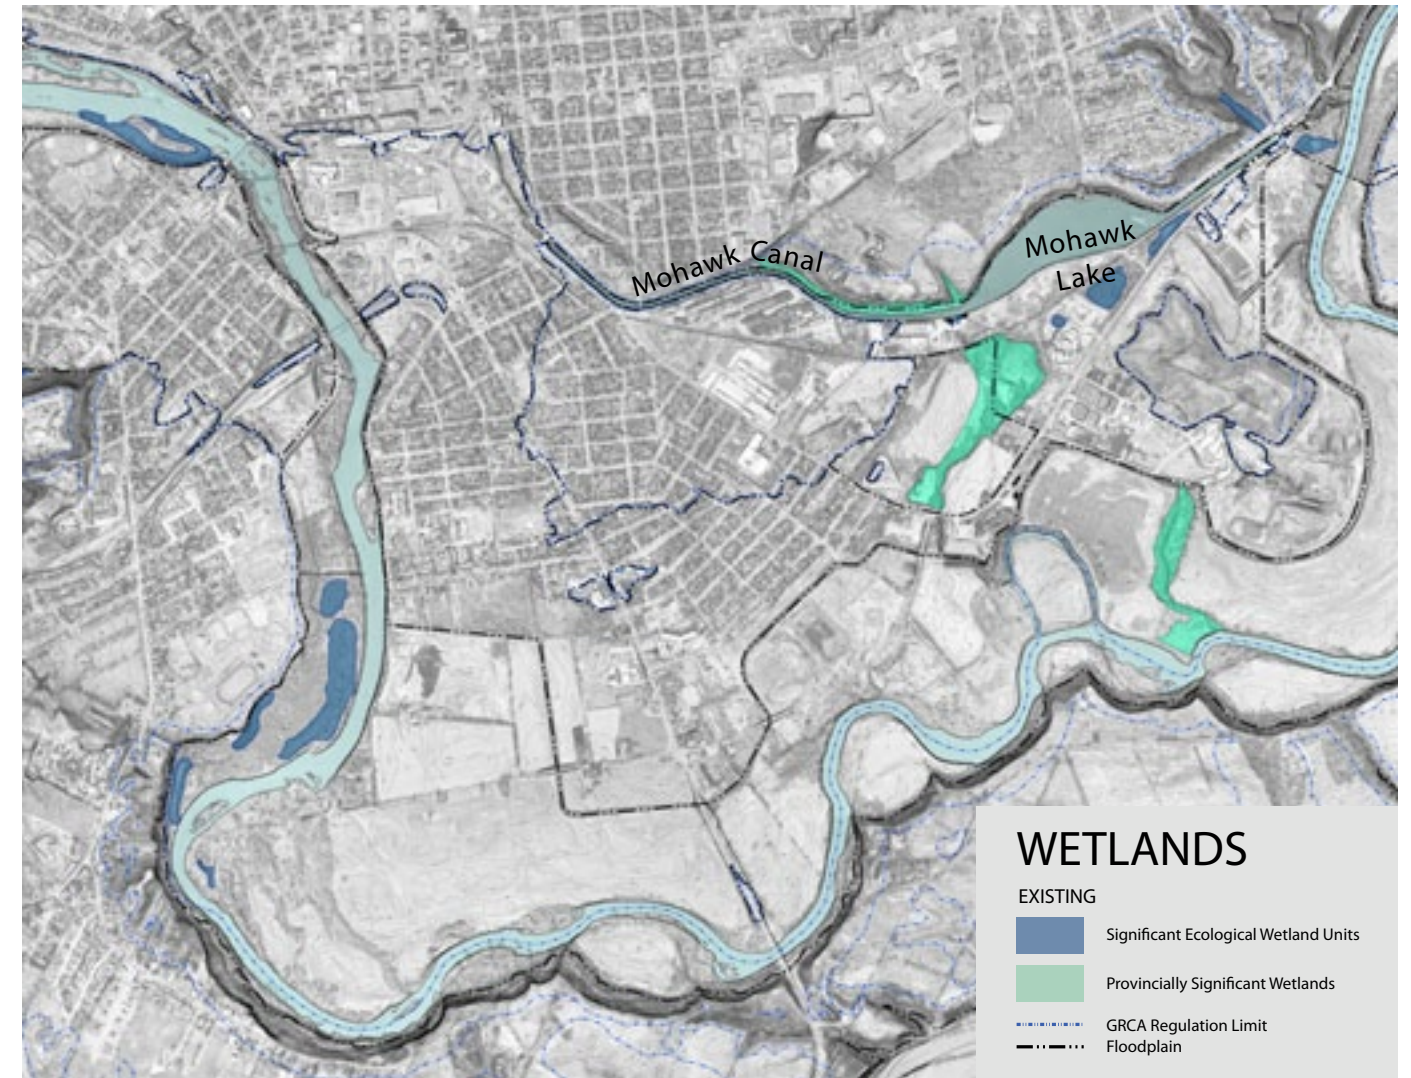 Mohawk Canal
Mohawk
Lake
WETLANDS
EXISTING
Significant Ecological Wetland Units
Provincially Significant Wetlands
GRCA Regulation Limit
Floodplain